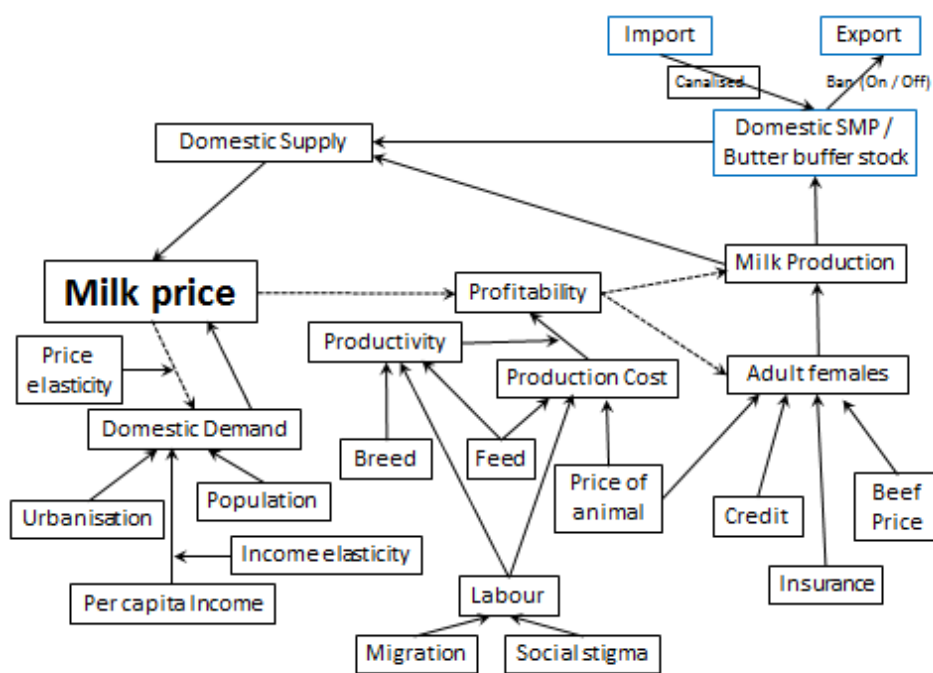 Import
Export
Canalised
Ban (On / Off)
Domestic SMP /
Butter buffer stock
Domestic Supply
Milk Production
Milk price
Profitability
Productivity
Price
elasticity
Production Cost
Adult females
Domestic Demand
Breed
Feed
Price of
animal
Credit
Beef
Price
Urbanisation
Population
Income elasticity
Insurance
Per capita Income
Labour
Migration
Social stigma